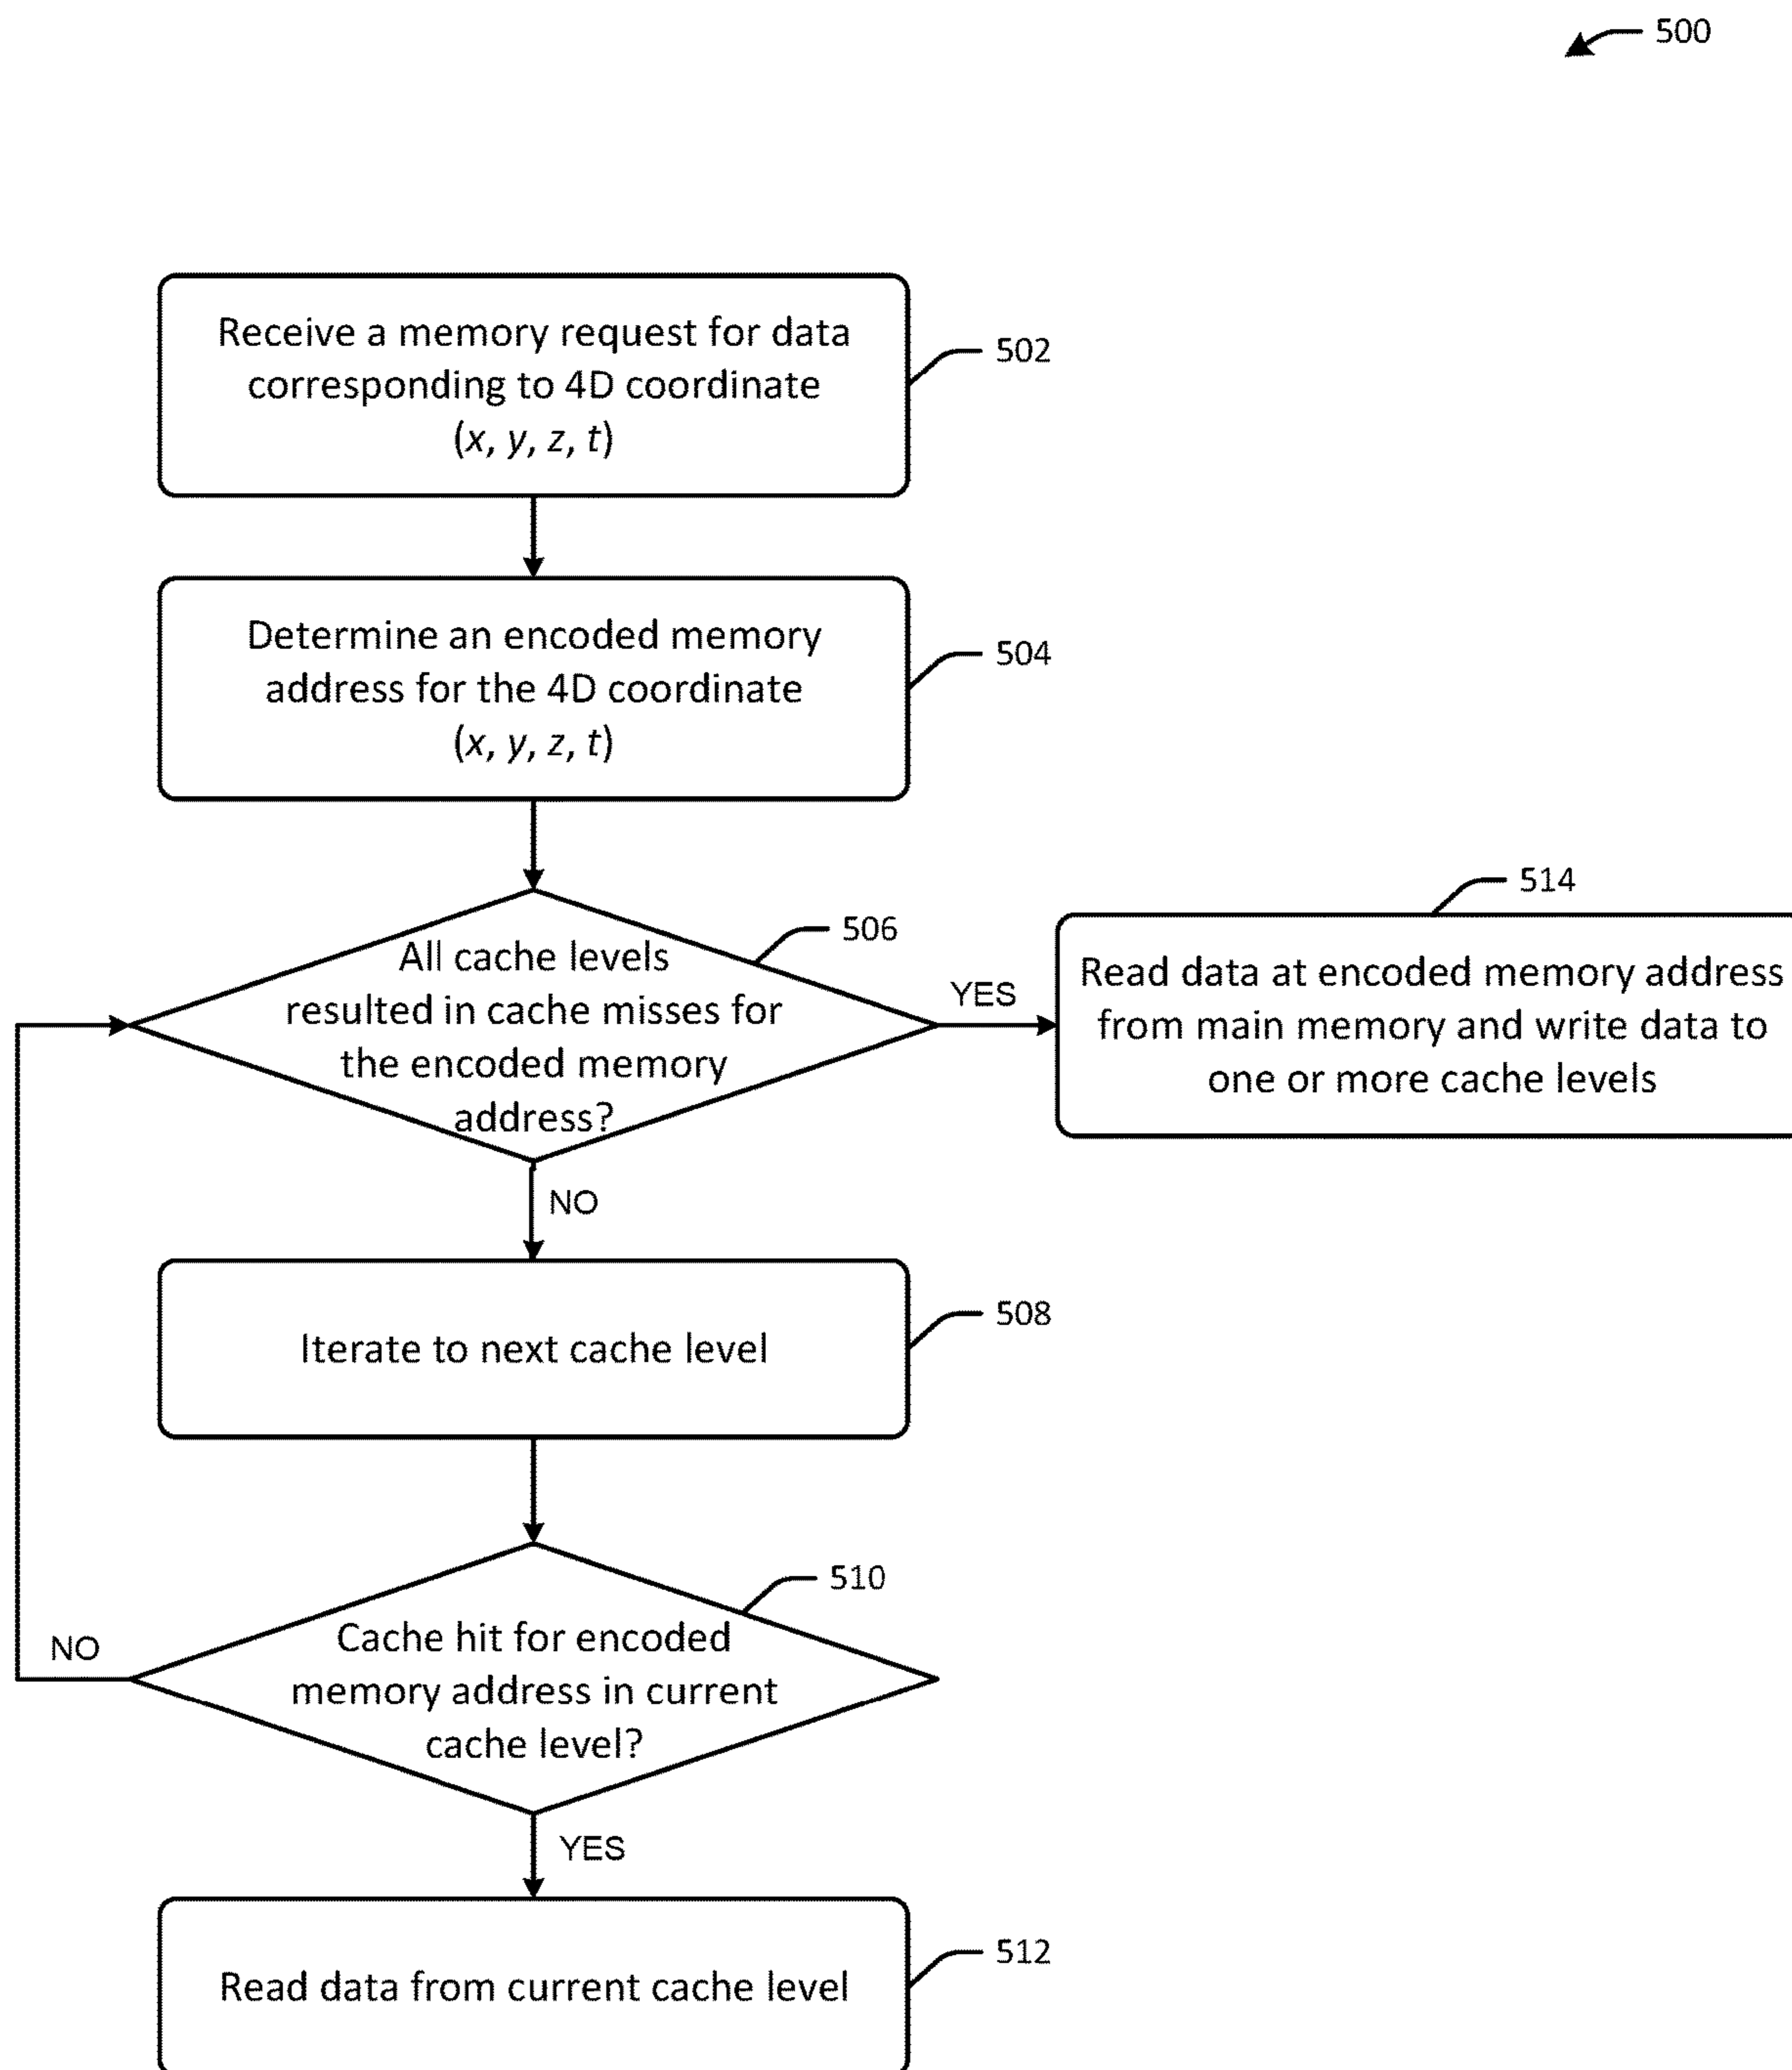 500
Receive a memory request for data
corresponding to 4D coordinate
(x, y, z, t)
502
Determine an encoded memory
address for the 4D coordinate
(x, y, z, t)
504
All cache levels
resulted in cache misses for
the encoded memory
address?
506
YES
514
Read data at encoded memory address
from main memory and write data to
one or more cache levels
NO
Iterate to next cache level
508
Cache hit for encoded
memory address in current
cache level?
510
NO
YES
Read data from current cache level
512